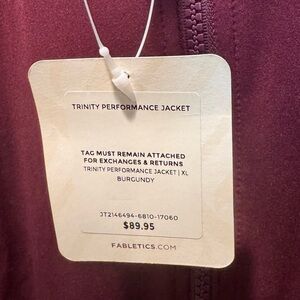 TRINITY PERFORMANCE JACKET
TAG MUST REMAIN ATTACHED
FOR EXCHANGES & RETURNS
TRINITY PERFORMANCE JACKET | XL
BURGUNDY
JT2146494-6810-17060
$89.95
FABLETICS.COM